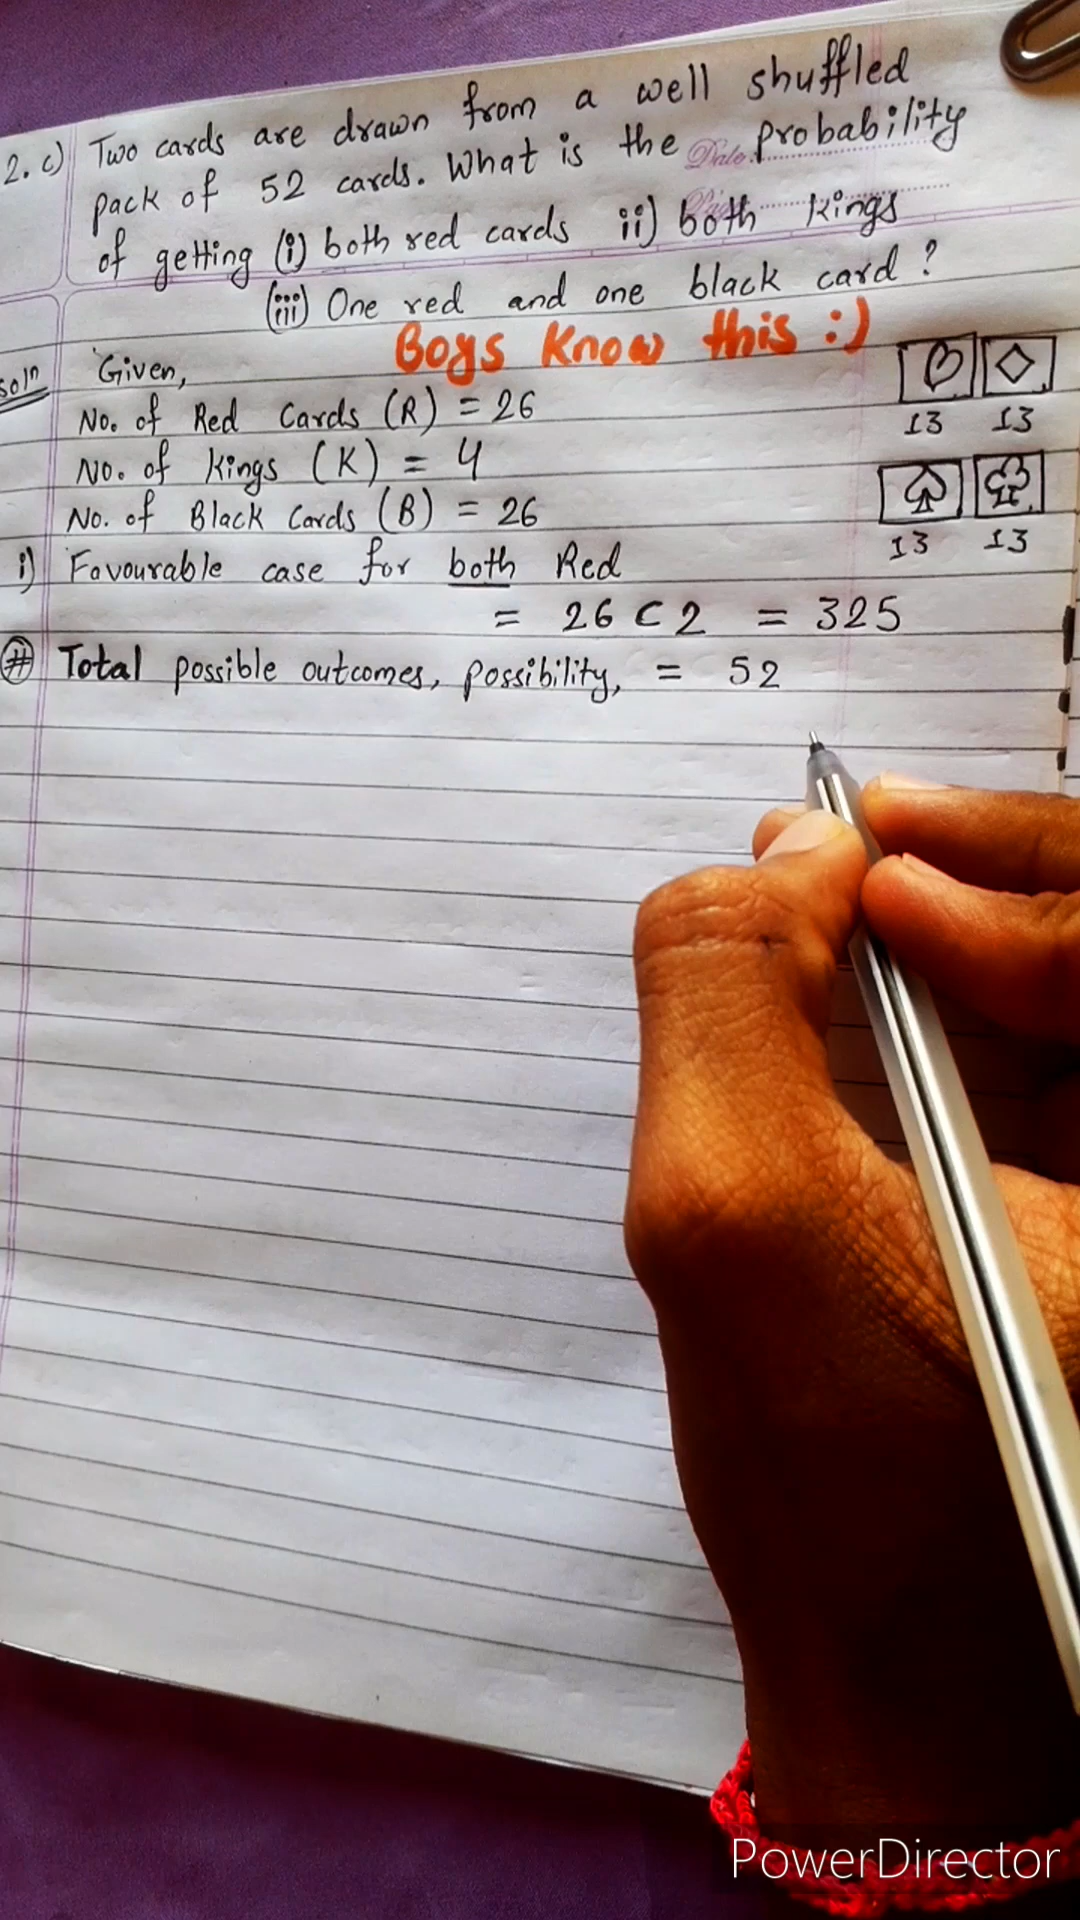 2. c) Two cards are drawn from a well shuffled
pack of 52 cards. What is the probability
Date
of getting (i) both red cards ii) both kings
(iii) One red and one black card ?
Boys Know this :)
soln Given,
No. of Red Cards (R) = 26
13 13
No. of kings (K) = 4
No. of Black Cards (B) = 26
13 13
i) Favourable case for both Red
= 26 C 2 = 325
# Total possible outcomes, possibility, = 52
PowerDirector